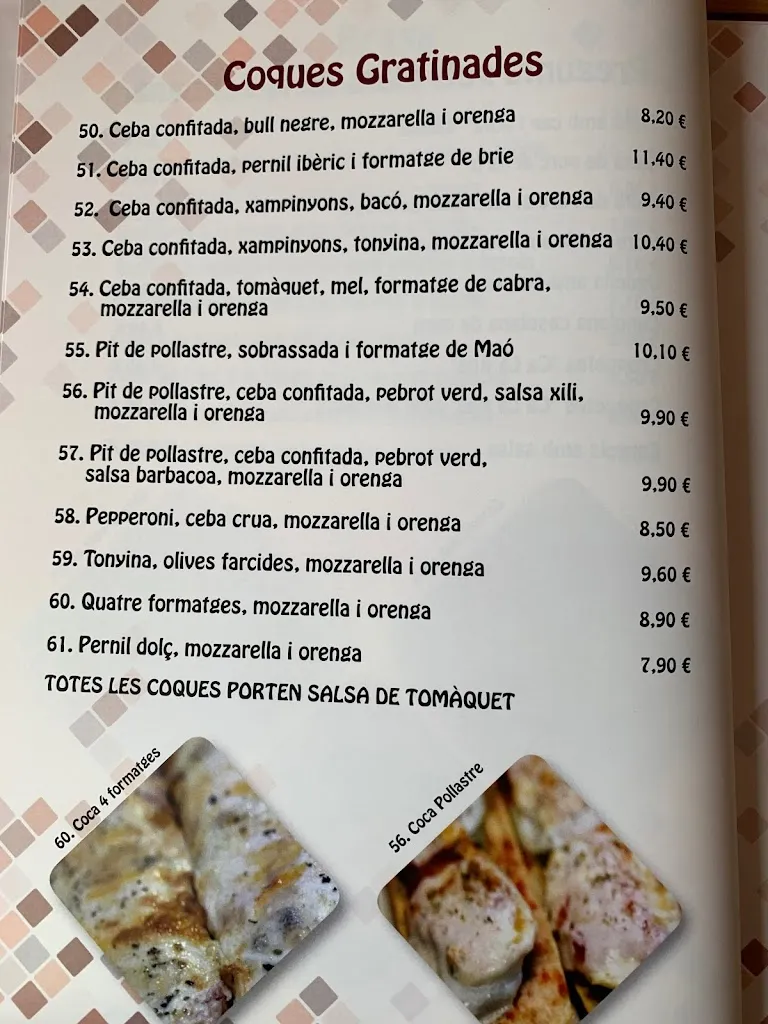 Coques Gratinades
50. Ceba confitada, bull negre, mozzarella i orenga 8,20 €
51. Ceba confitada, pernil ibèric i formatge de brie 11,40 €
52. Ceba confitada, xampinyons, bacó, mozzarella i orenga 9,40 €
53. Ceba confitada, xampinyons, tonyina, mozzarella i orenga 10,40 €
54. Ceba confitada, tomàquet, mel, formatge de cabra,
mozzarella i orenga 9,50 €
55. Pit de pollastre, sobrassada i formatge de Maó 10,10 €
56. Pit de pollastre, ceba confitada, pebrot verd, salsa xili,
mozzarella i orenga 9,90 €
57. Pit de pollastre, ceba confitada, pebrot verd,
salsa barbacoa, mozzarella i orenga 9,90 €
58. Pepperoni, ceba crua, mozzarella i orenga 8,50 €
59. Tonyina, olives farcides, mozzarella i orenga 9,60 €
60. Quatre formatges, mozzarella i orenga 8,90 €
61. Pernil dolç, mozzarella i orenga 7,90 €
TOTES LES COQUES PORTEN SALSA DE TOMÀQUET
60. Coca 4 formatges
56. Coca Pollastre